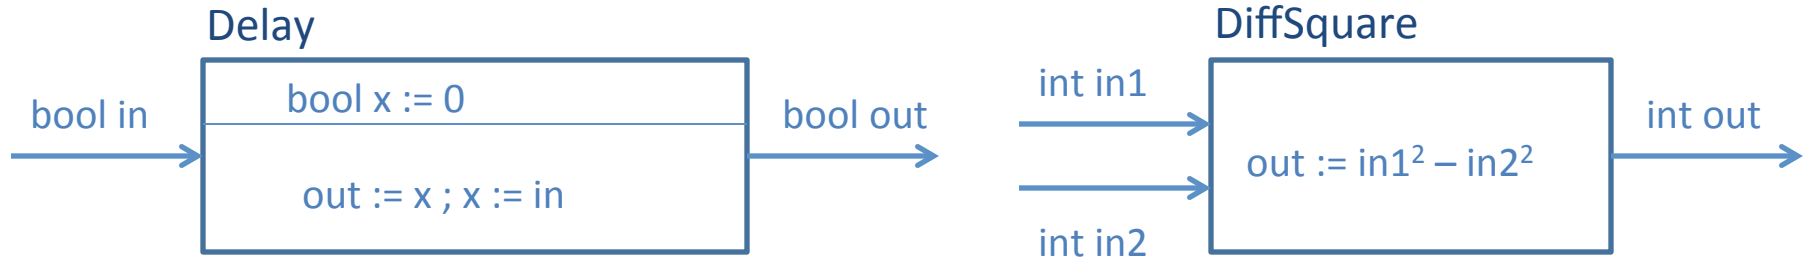 Delay
bool in
bool x := 0
out := x ; x := in
bool out
DiffSquare
int in1
int in2
out := in1² – in2²
int out